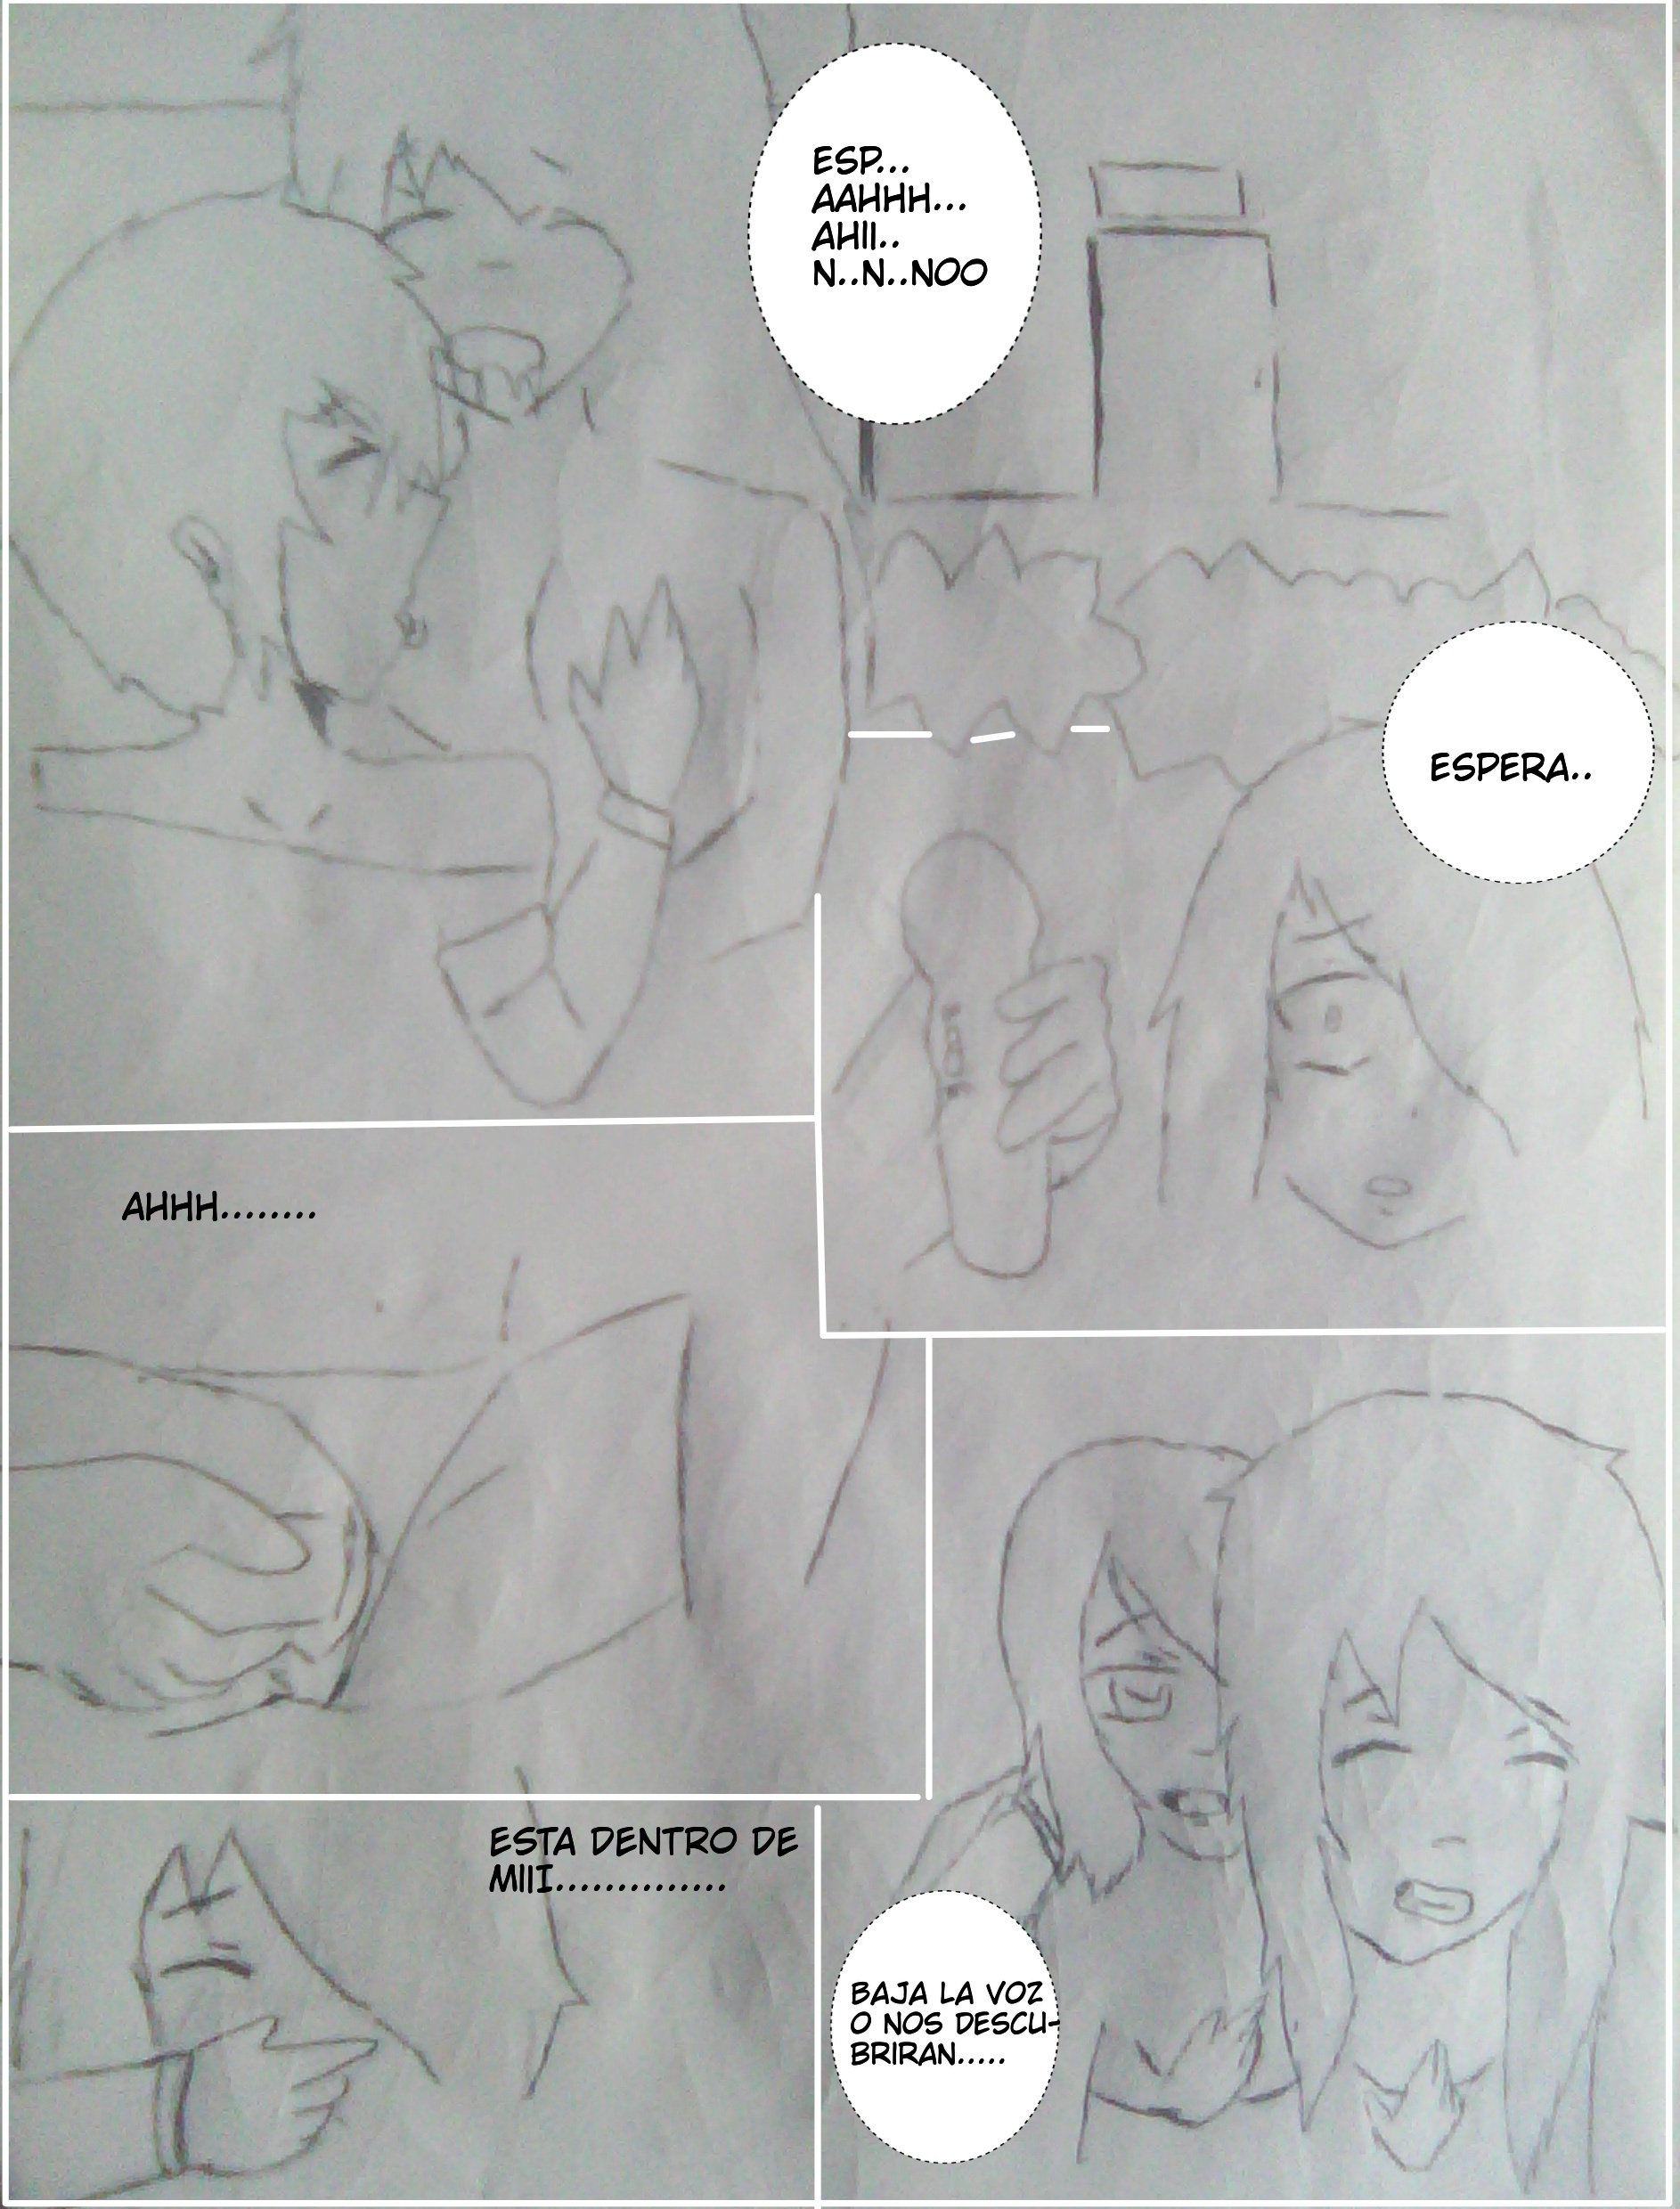 ESP...
AAHHH...
AHII..
N..N..NOO
ESPERA..
AHHH........
ESTA DENTRO DE
MIII..............
BAJA LA VOZ
O NOS DESCU-
BRIRAN.....